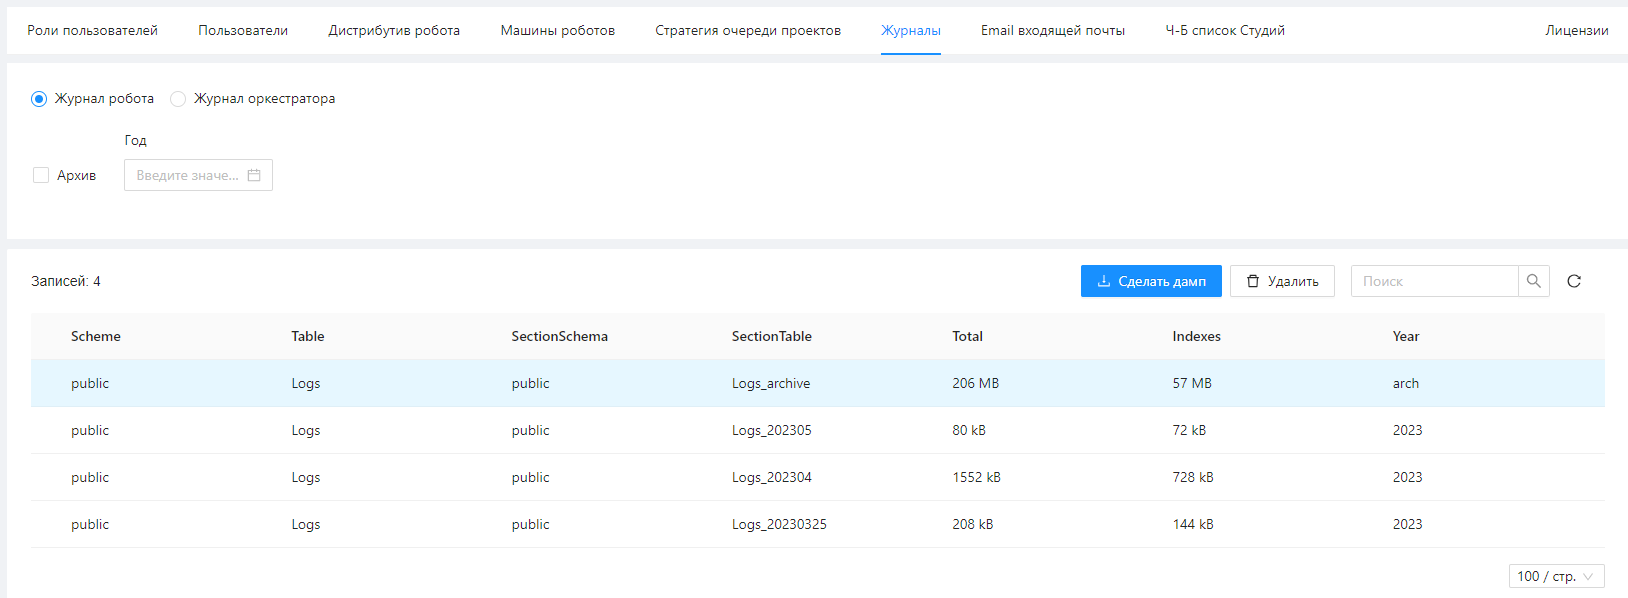 Роли пользователей Пользователи Дистрибутив робота Машины роботов Стратегия очереди проектов Журналы Email входящей почты Ч-Б список Студий Лицензии
Журнал робота Журнал оркестратора
Год
Архив Введите значе...
Записей: 4 Сделать дамп Удалить Поиск
Scheme Table SectionSchema SectionTable Total Indexes Year
public Logs public Logs_archive 206 MB 57 MB arch
public Logs public Logs_202305 80 kB 72 kB 2023
public Logs public Logs_202304 1552 kB 728 kB 2023
public Logs public Logs_20230325 208 kB 144 kB 2023
100 / стр.